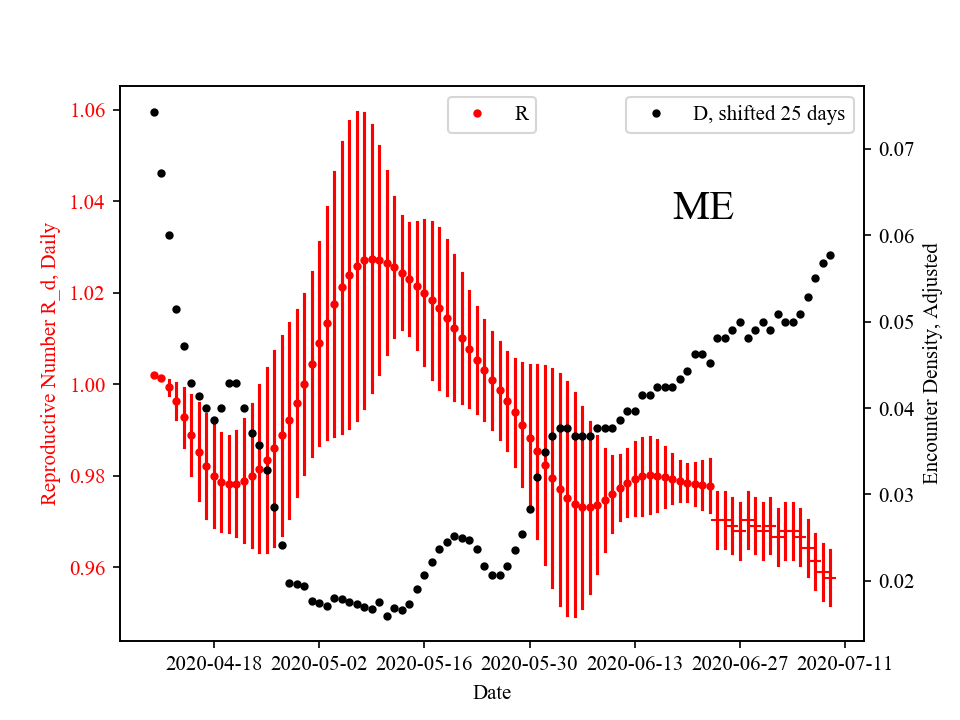 R
D, shifted 25 days
ME
Reproductive Number R_d, Daily
1.06
1.04
1.02
1.00
0.98
0.96
Encounter Density, Adjusted
0.07
0.06
0.05
0.04
0.03
0.02
2020-04-18 2020-05-02 2020-05-16 2020-05-30 2020-06-13 2020-06-27 2020-07-11
Date